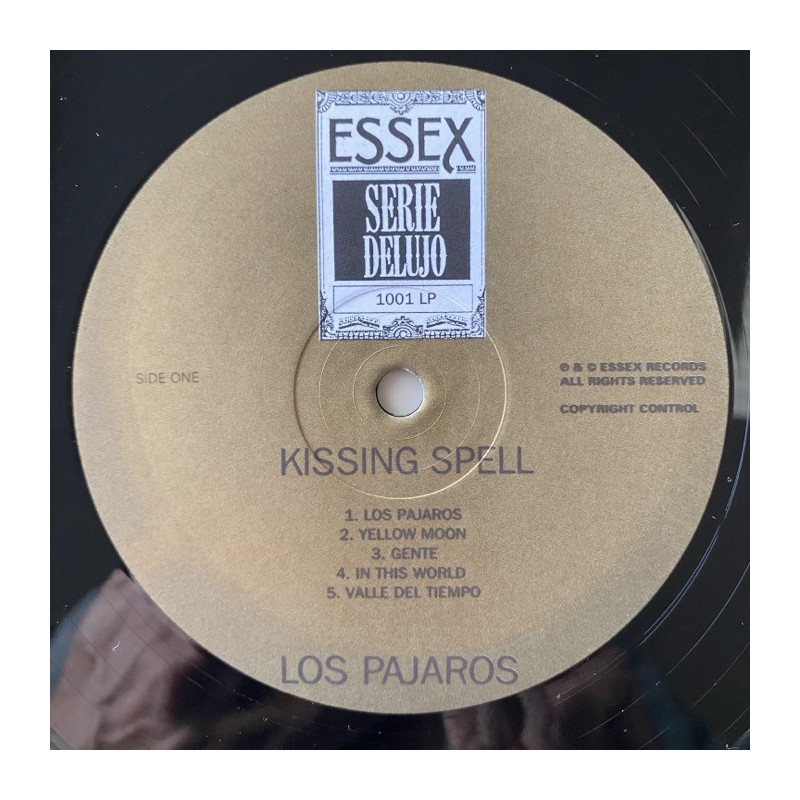 ESSEX
SERIE
DELUJO
1001 LP
SIDE ONE
℗ & © ESSEX RECORDS
ALL RIGHTS RESERVED
COPYRIGHT CONTROL
KISSING SPELL
1. LOS PAJAROS
2. YELLOW MOON
3. GENTE
4. IN THIS WORLD
5. VALLE DEL TIEMPO
LOS PAJAROS